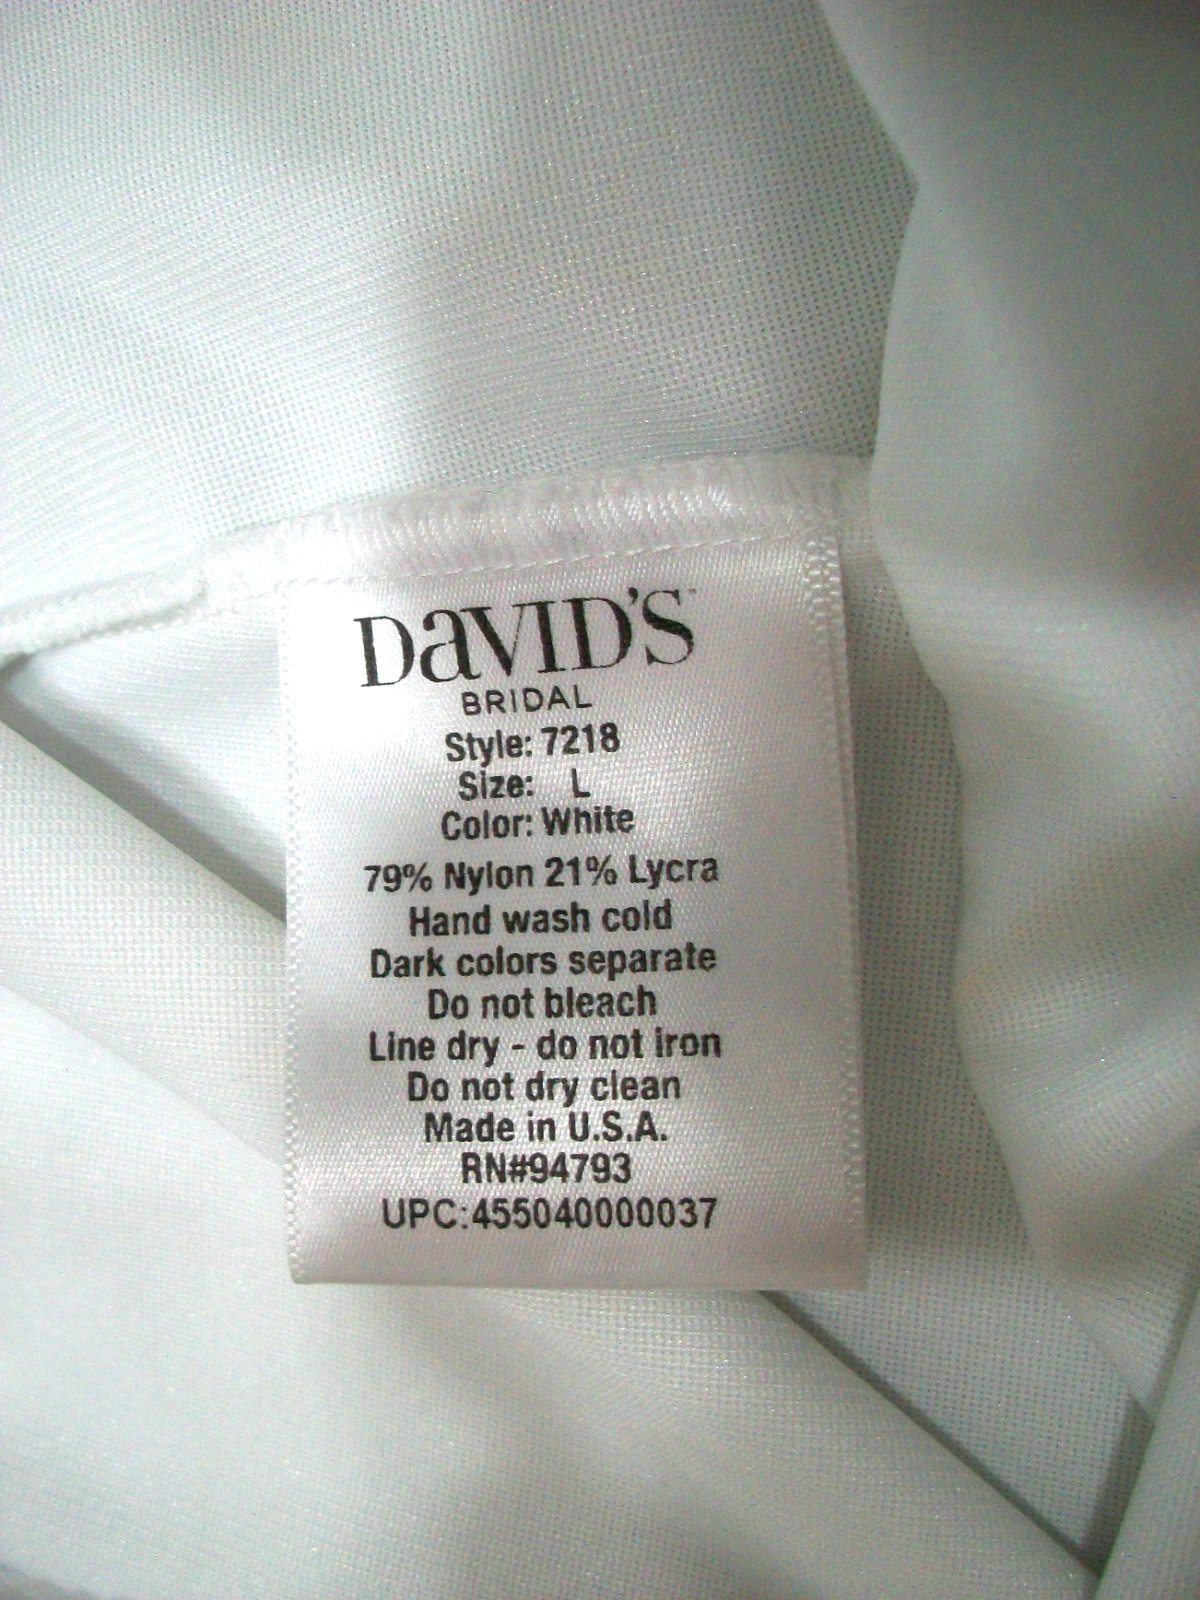 DaVID'S™
BRIDAL
Style: 7218
Size: L
Color: White
79% Nylon 21% Lycra
Hand wash cold
Dark colors separate
Do not bleach
Line dry - do not iron
Do not dry clean
Made in U.S.A.
RN#94793
UPC:455040000037